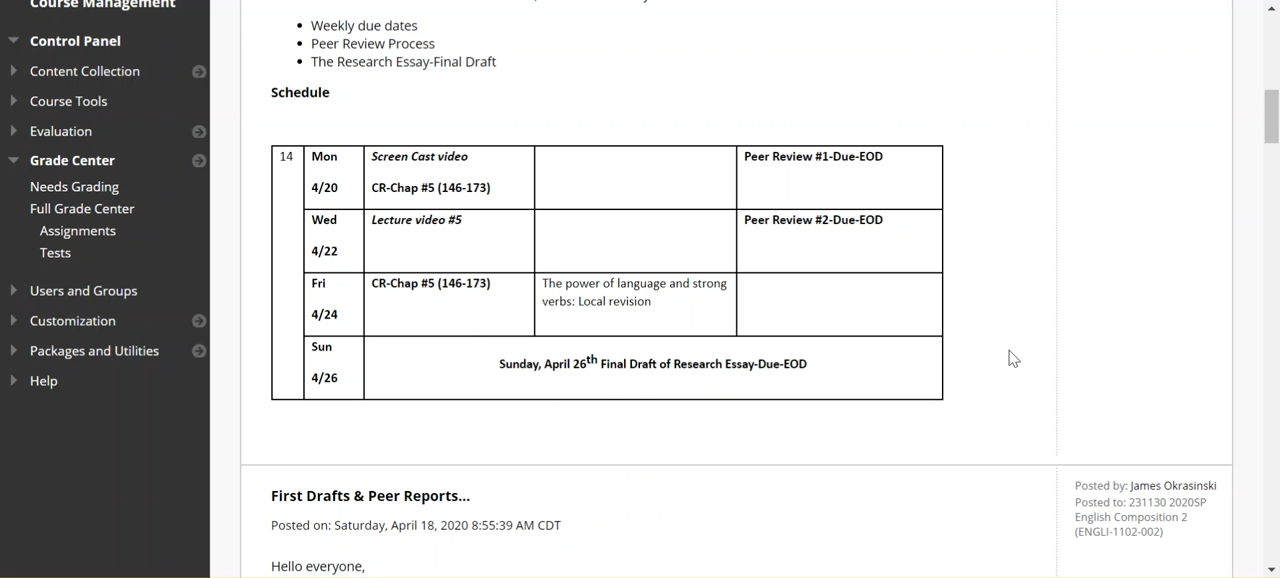 Course Management
Control Panel
Content Collection
Course Tools
Evaluation
Grade Center
Needs Grading
Full Grade Center
Assignments
Tests
Users and Groups
Customization
Packages and Utilities
Help
Weekly due dates
Peer Review Process
The Research Essay-Final Draft
Schedule
14
Mon
4/20
Screen Cast video
CR-Chap #5 (146-173)
Peer Review #1-Due-EOD
Wed
4/22
Lecture video #5
Peer Review #2-Due-EOD
Fri
4/24
CR-Chap #5 (146-173)
The power of language and strong
verbs: Local revision
Sun
4/26
Sunday, April 26th Final Draft of Research Essay-Due-EOD
First Drafts & Peer Reports...
Posted on: Saturday, April 18, 2020 8:55:39 AM CDT
Hello everyone,
Posted by: James Okrasinski
Posted to: 231130 2020SP
English Composition 2
(ENGLI-1102-002)